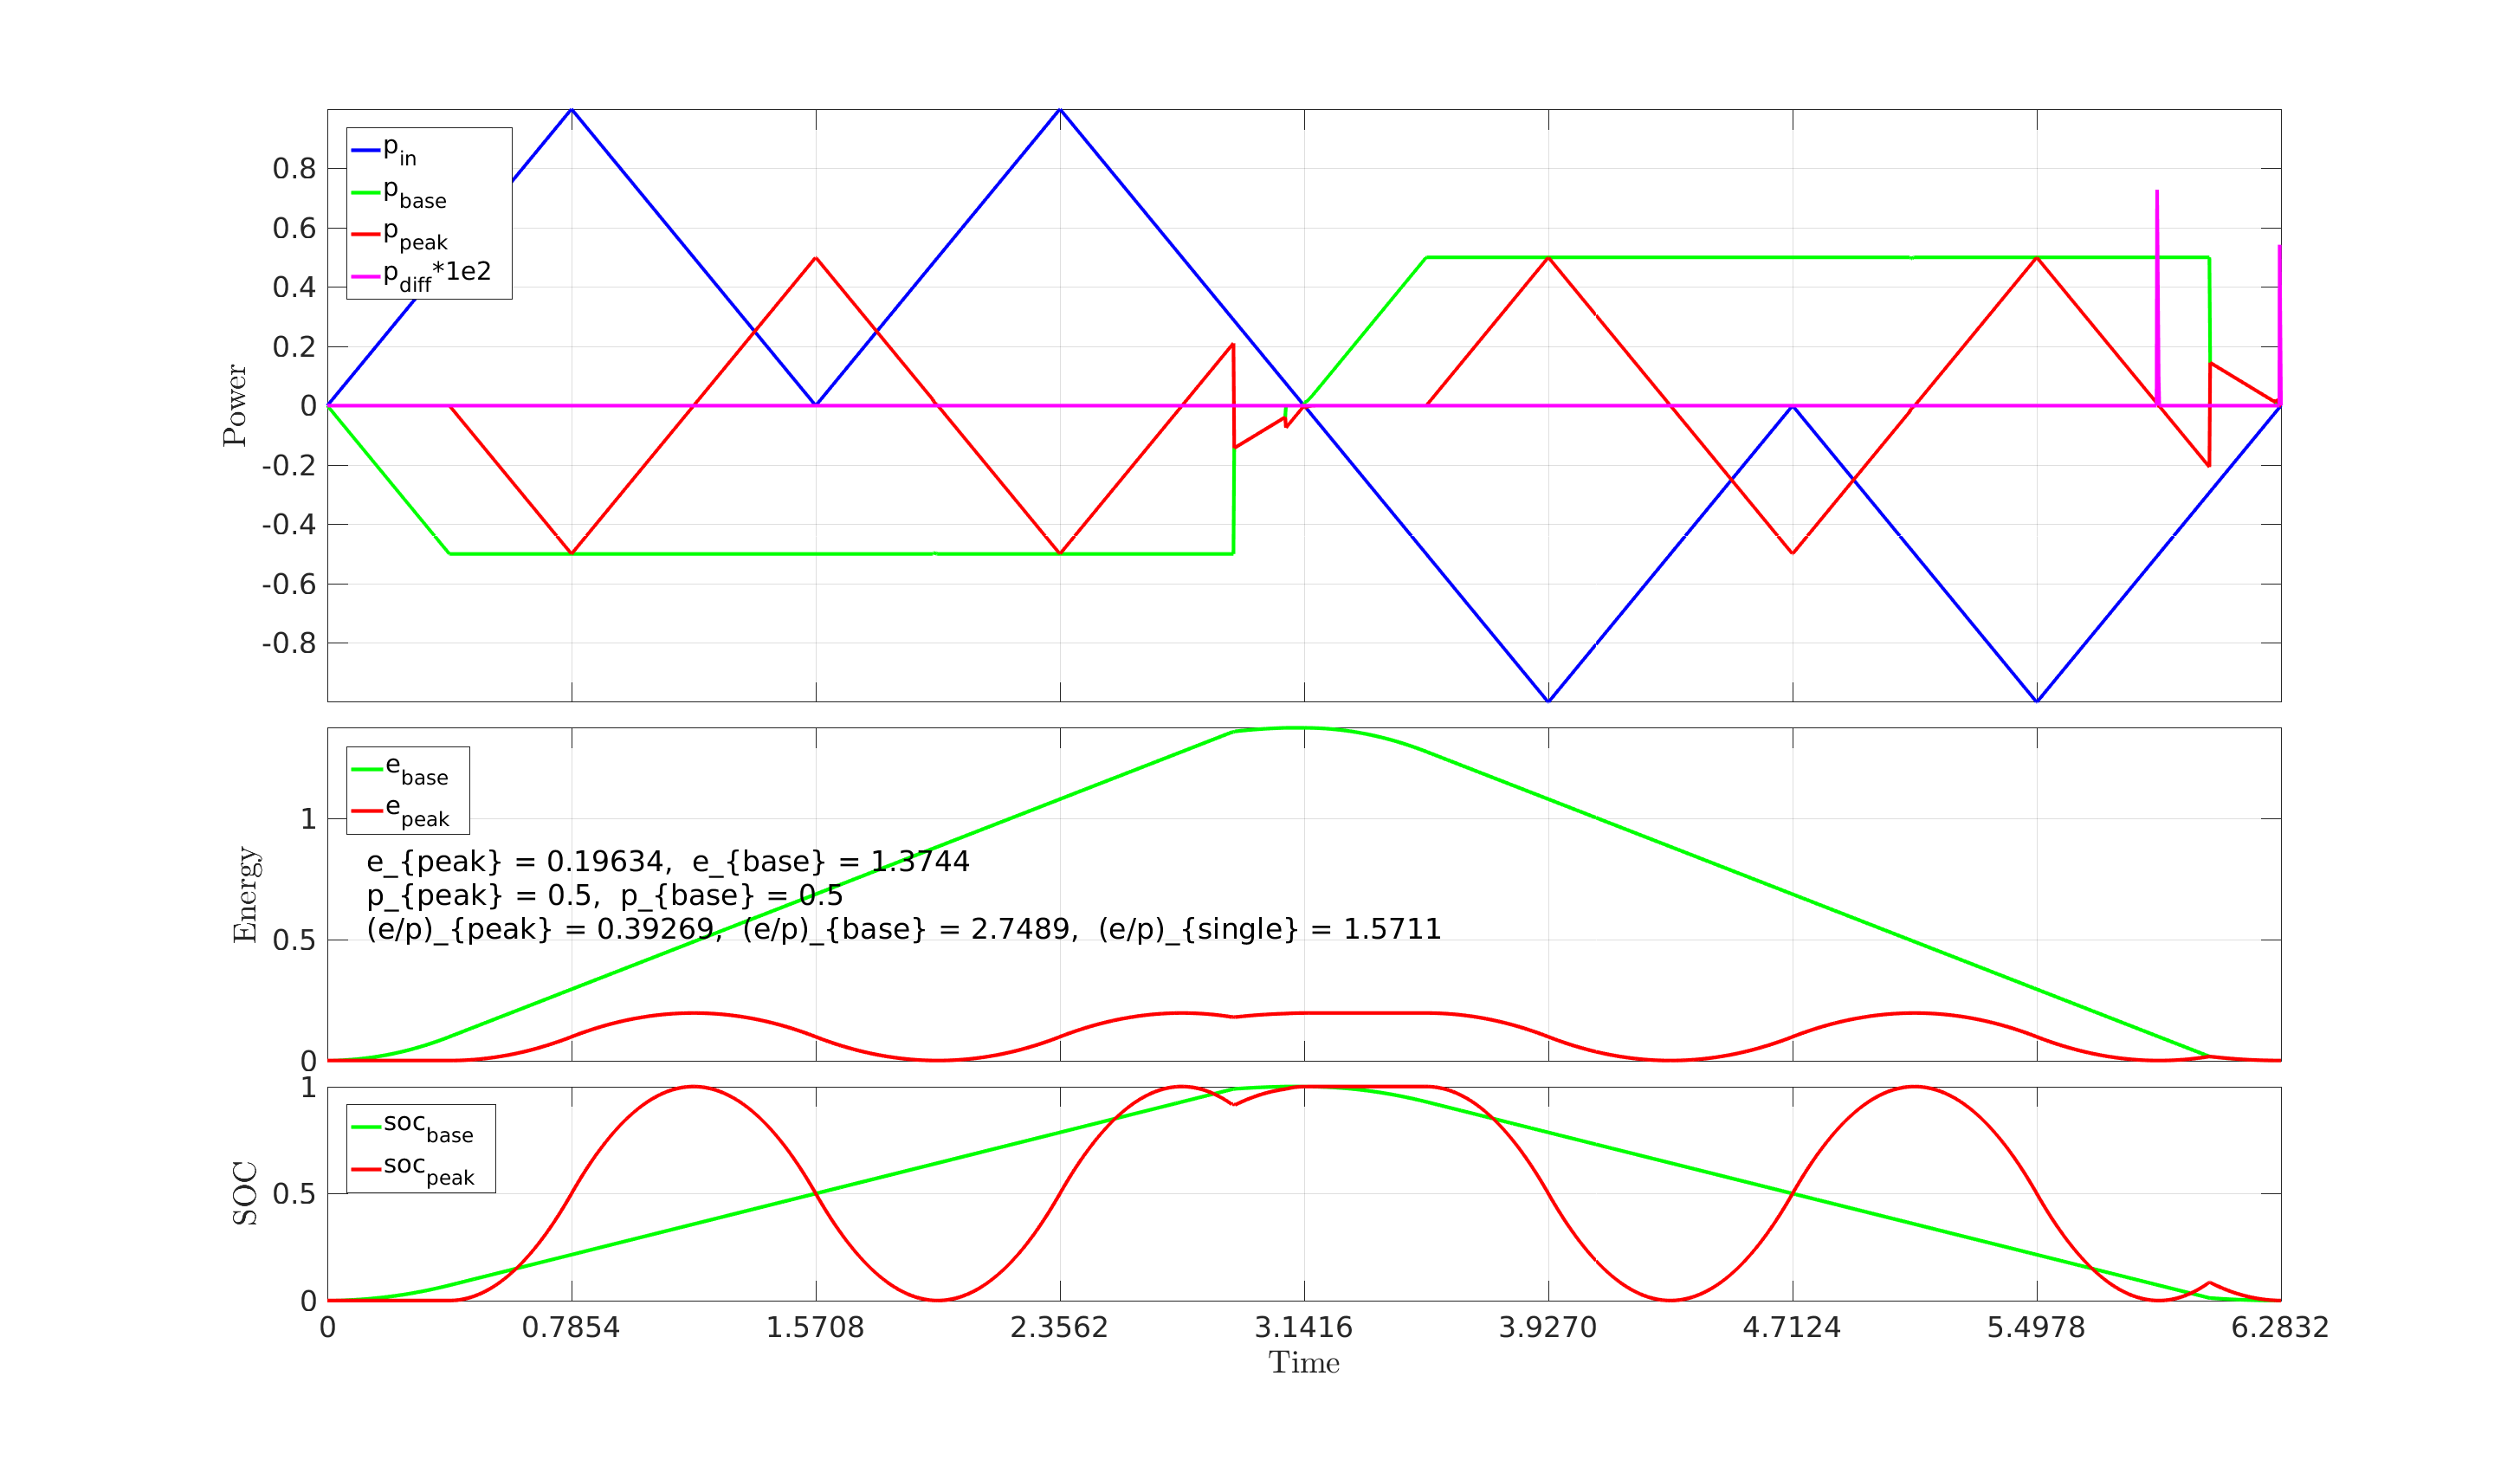 p_in
p_base
p_peak
p_diff*1e2
0.8
0.6
0.4
0.2
0
-0.2
-0.4
-0.6
-0.8
Power
e_base
e_peak
e_{peak} = 0.19634, e_{base} = 1.3744
p_{peak} = 0.5, p_{base} = 0.5
(e/p)_{peak} = 0.39269, (e/p)_{base} = 2.7489, (e/p)_{single} = 1.5711
1
0.5
0
Energy
soc_base
soc_peak
1
0.5
0
SOC
0 0.7854 1.5708 2.3562 3.1416 3.9270 4.7124 5.4978 6.2832
Time